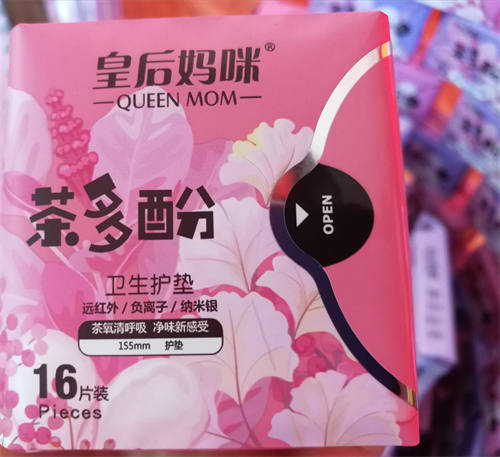 皇后妈咪®
QUEEN MOM
茶多酚
OPEN
卫生护垫
远红外/负离子/纳米银
茶氧清呼吸 净味新感受
155mm 护垫
16片装
Pieces